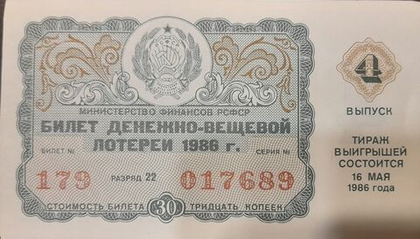 МИНИСТЕРСТВО ФИНАНСОВ РСФСР
БИЛЕТ ДЕНЕЖНО-ВЕЩЕВОЙ
ЛОТЕРЕИ 1986 г.
БИЛЕТ № СЕРИЯ №
179 РАЗРЯД 22 017689
СТОИМОСТЬ БИЛЕТА 30 ТРИДЦАТЬ КОПЕЕК
4
ВЫПУСК
ТИРАЖ
ВЫИГРЫШЕЙ
СОСТОИТСЯ
16 МАЯ
1986 года